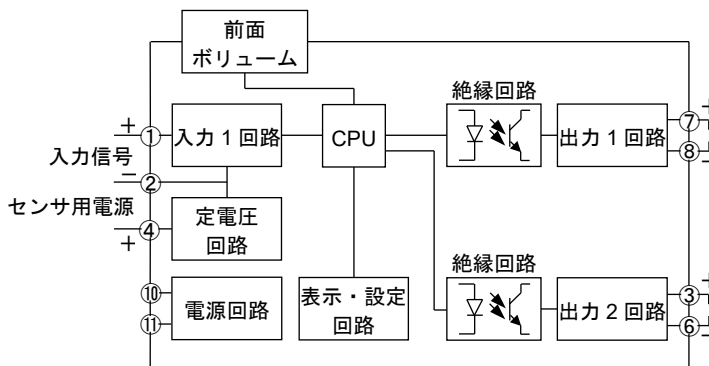 前面
ボリューム
絶縁回路
+
①
入力1回路
CPU
出力1回路
⑦
+
入力信号
⑧
−
−
②
センサ用電源
④
+
定電圧
回路
絶縁回路
⑩
⑪
電源回路
表示・設定
回路
出力2回路
③
+
⑥
−